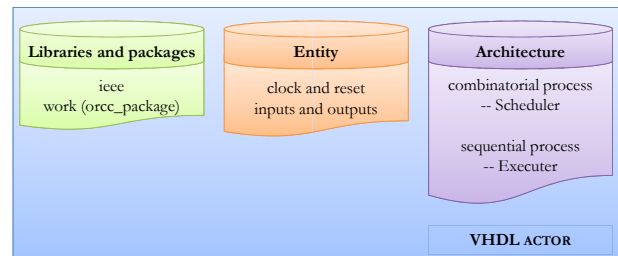 Libraries and packages
ieee
work (orcc_package)
Entity
clock and reset
inputs and outputs
Architecture
combinatorial process
-- Scheduler
sequential process
-- Executer
VHDL ACTOR